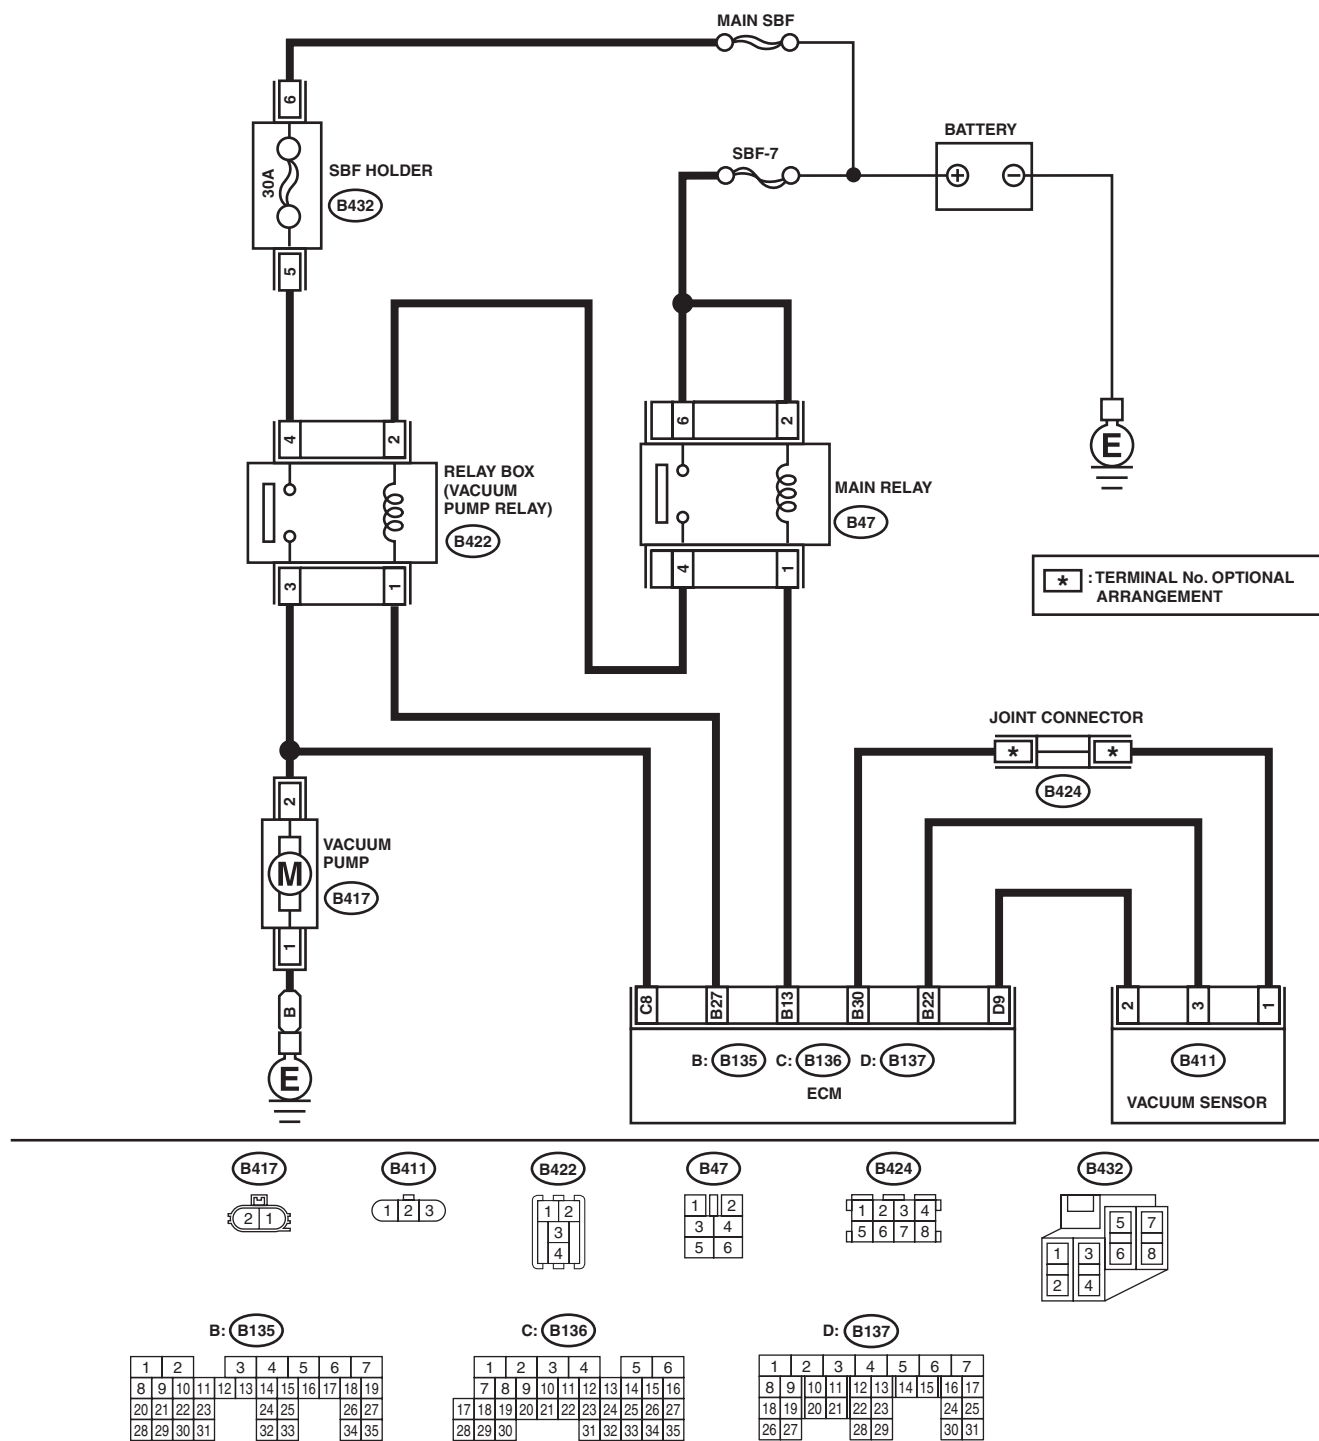 MAIN SBF
BATTERY
SBF-7
6
30A
SBF HOLDER
B432
5
E
4 2
RELAY BOX
(VACUUM
PUMP RELAY)
B422
3 1
6 2
MAIN RELAY
B47
4 1
* : TERMINAL No. OPTIONAL
ARRANGEMENT
JOINT CONNECTOR
* *
B424
2
M
VACUUM
PUMP
B417
1
B
E
C8 B27 B13 B30 B22 D9
B: B135 C: B136 D: B137
ECM
2 3 1
B411
VACUUM SENSOR
B417 B411 B422 B47 B424 B432
2 1
1 2 3
1 2
3
4
1 2
3 4
5 6
1 2 3 4
5 6 7 8
5 7
6 8
1 3
2 4
B: B135
1 2 3 4 5 6 7
8 9 10 11 12 13 14 15 16 17 18 19
20 21 22 23 24 25 26 27
28 29 30 31 32 33 34 35
C: B136
1 2 3 4 5 6
7 8 9 10 11 12 13 14 15 16
17 18 19 20 21 22 23 24 25 26 27
28 29 30 31 32 33 34 35
D: B137
1 2 3 4 5 6 7
8 9 10 11 12 13 14 15 16 17
18 19 20 21 22 23 24 25
26 27 28 29 30 31